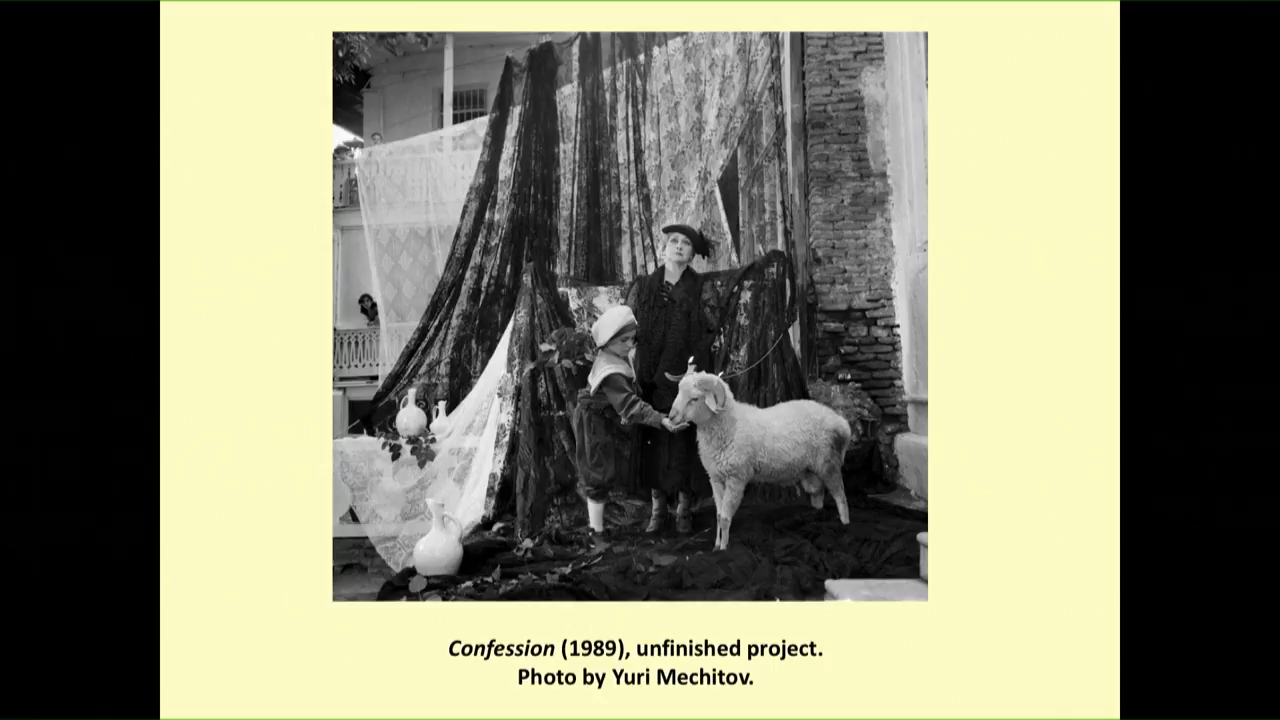 Confession (1989), unfinished project.
Photo by Yuri Mechitov.